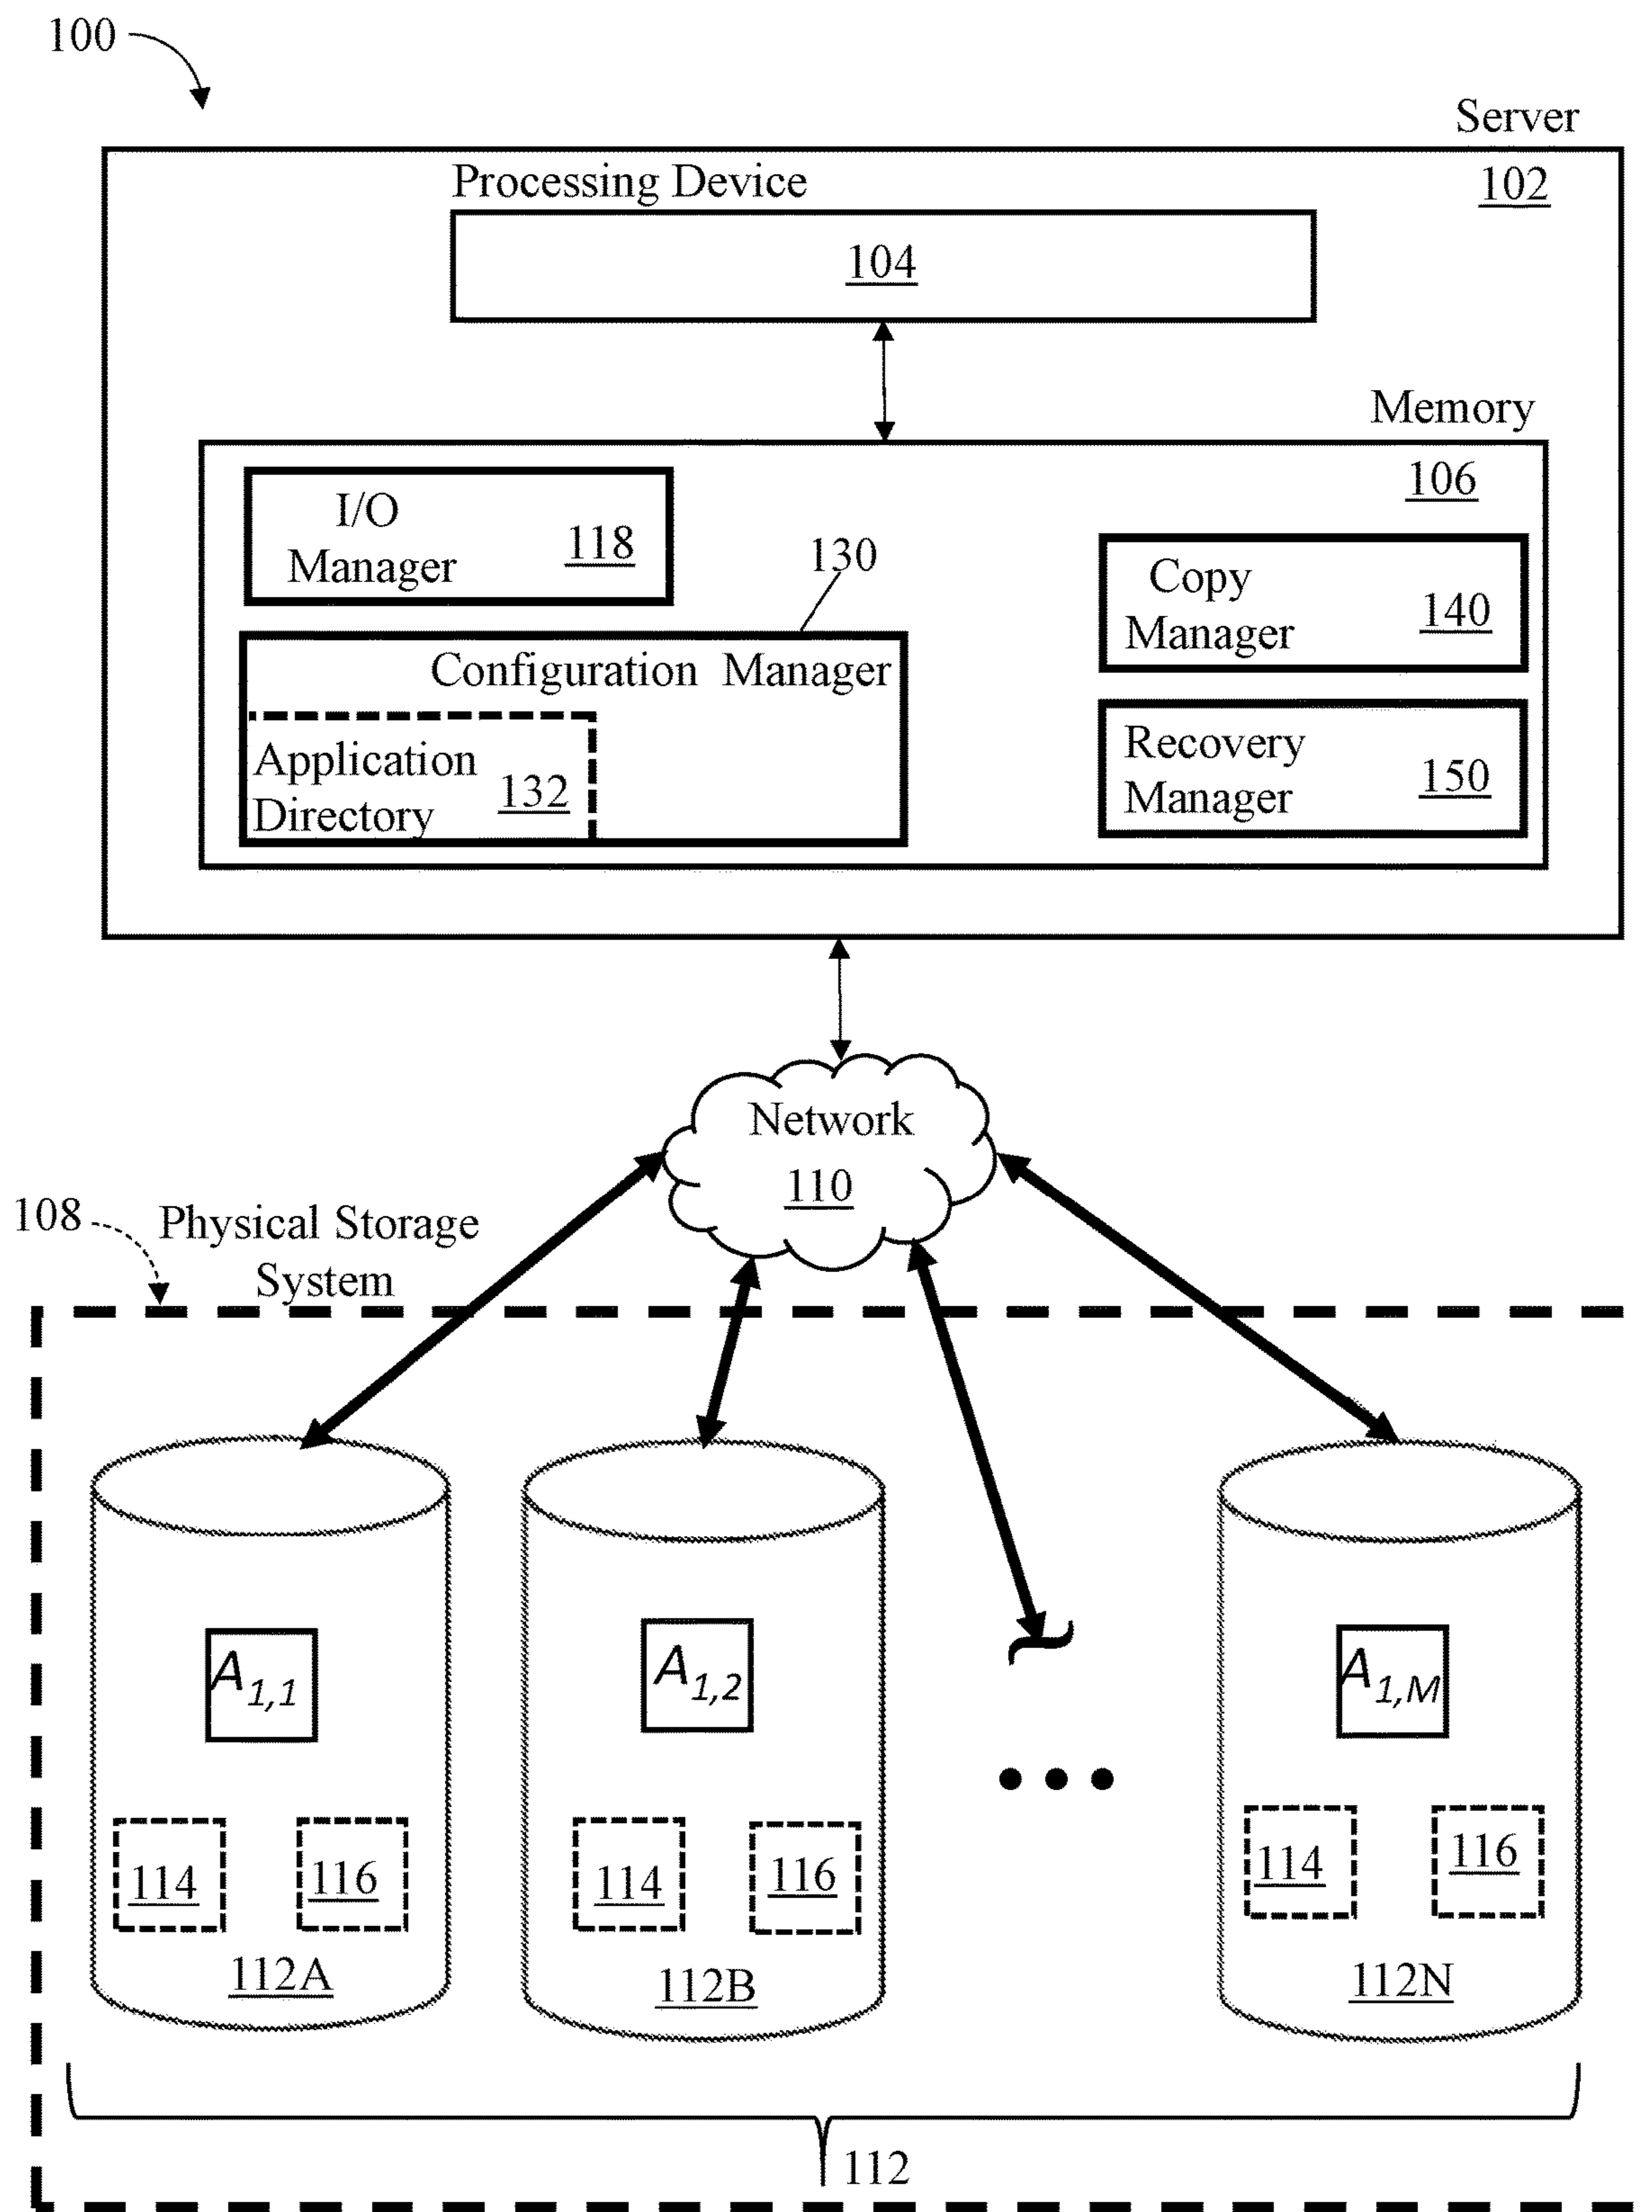 100
Server
102
Processing Device
104
Memory
106
I/O
Manager
118
130
Configuration Manager
Application
Directory
132
Copy
Manager
140
Recovery
Manager
150
Network
110
108
Physical Storage
System
A1,1
A1,2
A1,M
114
116
114
116
114
116
112A
112B
112N
112